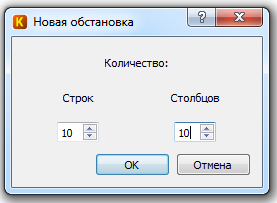 Новая обстановка
Количество:
Строк Столбцов
10 10
OK Отмена